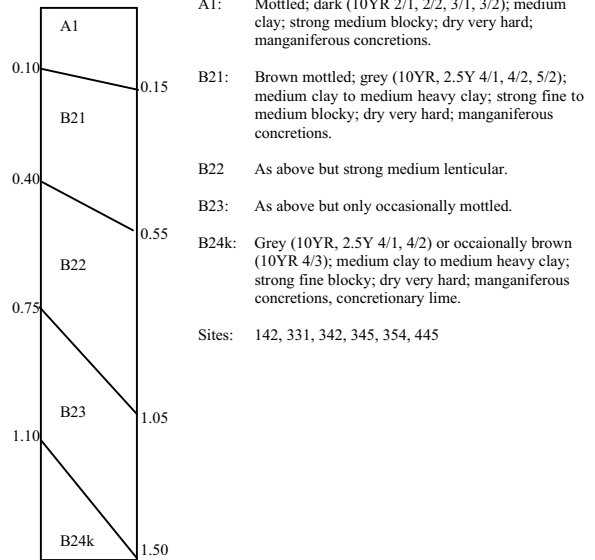 A1: Mottled; dark (10YR 2/1, 2/2, 3/1, 3/2); medium
clay; strong medium blocky; dry very hard;
manganiferous concretions.
B21: Brown mottled; grey (10YR, 2.5Y 4/1, 4/2, 5/2);
medium clay to medium heavy clay; strong fine to
medium blocky; dry very hard; manganiferous
concretions.
B22 As above but strong medium lenticular.
B23: As above but only occasionally mottled.
B24k: Grey (10YR, 2.5Y 4/1, 4/2) or occaionally brown
(10YR 4/3); medium clay to medium heavy clay;
strong fine blocky; dry very hard; manganiferous
concretions, concretionary lime.
Sites: 142, 331, 342, 345, 354, 445
A1
0.10
0.15
B21
0.40
0.55
B22
0.75
1.05
B23
1.10
1.50
B24k